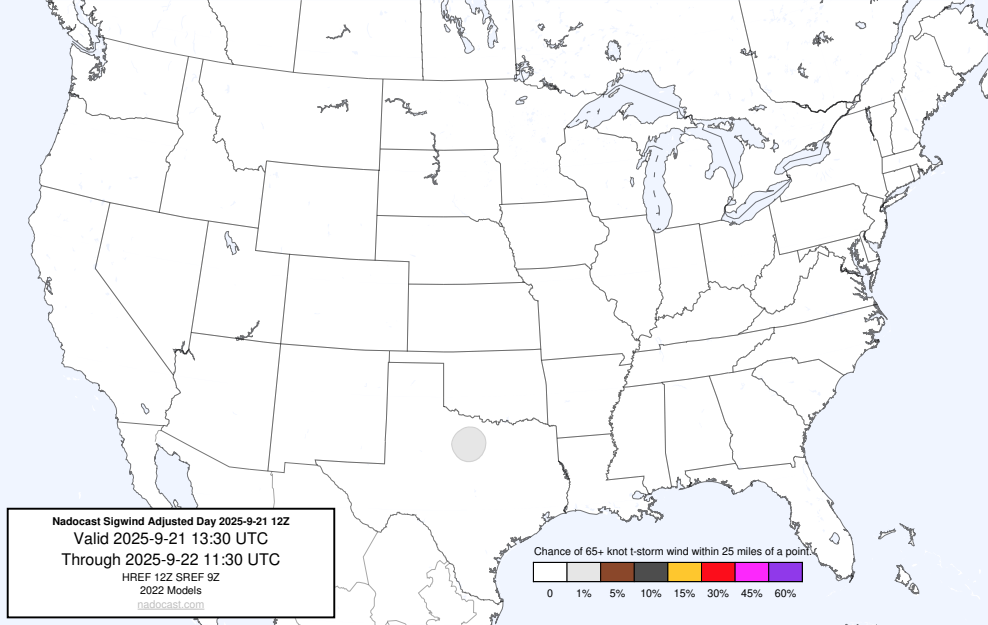 Nadocast Sigwind Adjusted Day 2025-9-21 12Z
Valid 2025-9-21 13:30 UTC
Through 2025-9-22 11:30 UTC
HREF 12Z SREF 9Z
2022 Models
nadocast.com
Chance of 65+ knot t-storm wind within 25 miles of a point.
0 1% 5% 10% 15% 30% 45% 60%